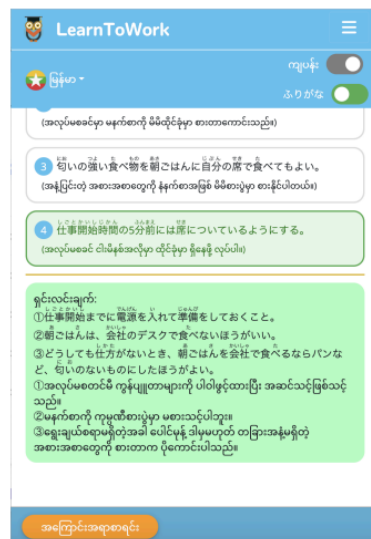 LearnToWork
မြန်မာ
ကျပန်း
ふりがな
(အလုပ်မစခင်မှာ မနက်စာကို မိမိထိုင်ခုံမှာ စားတာကောင်းသည်။)
3 匂いの強い食べ物を朝ごはんに自分の席で食べてもよい。
(အနံ့ပြင်းတဲ့ အစားအစာတွေကို နံနက်စာအဖြစ် မိမိစားပွဲမှာ စားနိုင်ပါတယ်။)
4 仕事開始時間の5分前には席についているようにする。
(အလုပ်မစခင် ငါးမိနစ်အလိုမှာ ထိုင်ခုံမှာ ရှိနေဖို့ လုပ်ပါ။)
ရှင်းလင်းချက်:
①仕事開始までに電源を入れて準備をしておくこと。
②朝ごはんは、会社のデスクで食べないほうがいい。
③どうしても仕方がないとき、朝ごはんを会社で食べるならパンな
ど、匂いのないものにしたほうがよい。
①အလုပ်မစတင်မီ ကွန်ပျူတာများကို ပါဝါဖွင့်ထားပြီး အဆင်သင့်ဖြစ်သင့်
သည်။
②မနက်စာကို ကုမ္ပဏီစားပွဲမှာ မစားသင့်ပါဘူး။
③ရွေးချယ်စရာမရှိတဲ့အခါ ပေါင်မုန့် ဒါမှမဟုတ် တခြားအနံ့မရှိတဲ့
အစားအစာတွေကို စားတာက ပိုကောင်းပါသည်။
အကြောင်းအရာစာရင်း